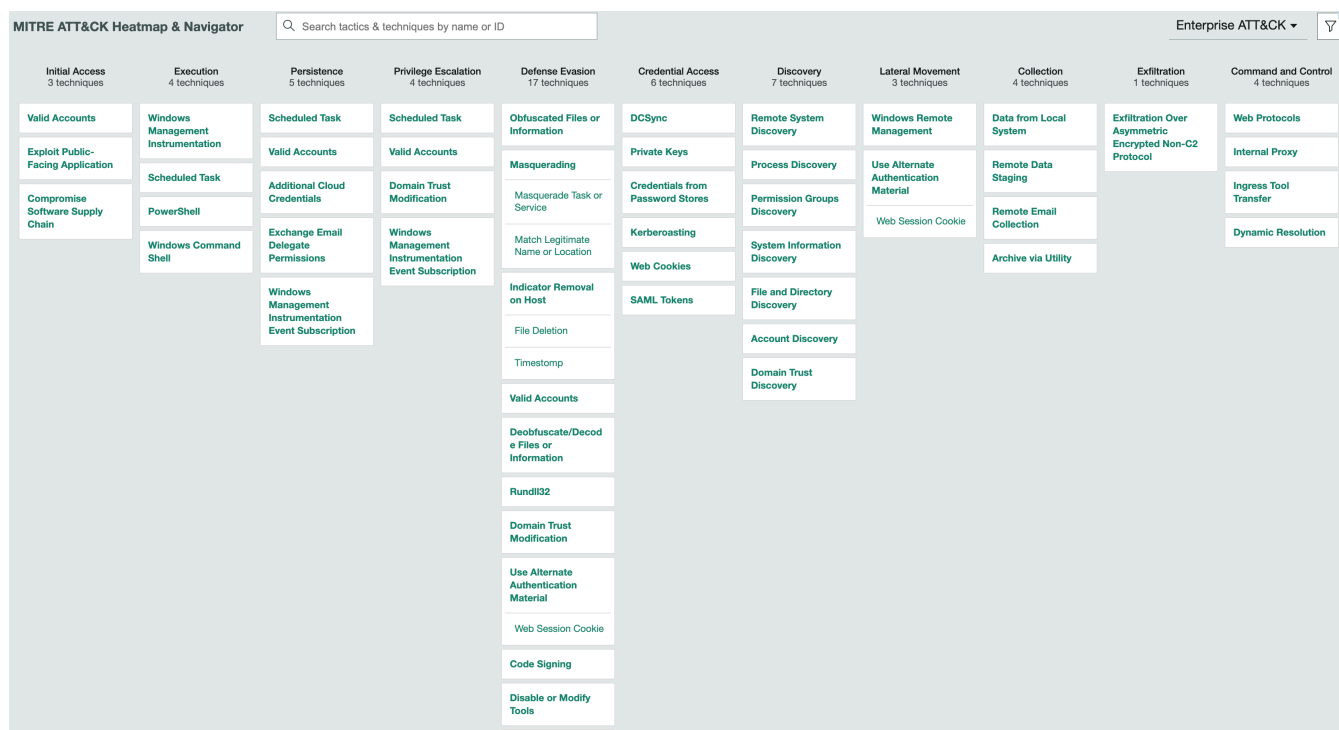 MITRE ATT&CK Heatmap & Navigator
Search tactics & techniques by name or ID
Enterprise ATT&CK
Initial Access
3 techniques
Valid Accounts
Exploit Public-
Facing Application
Compromise
Software Supply
Chain
Execution
4 techniques
Windows
Management
Instrumentation
Scheduled Task
PowerShell
Windows Command
Shell
Persistence
5 techniques
Scheduled Task
Valid Accounts
Additional Cloud
Credentials
Exchange Email
Delegate
Permissions
Windows
Management
Instrumentation
Event Subscription
Privilege Escalation
4 techniques
Scheduled Task
Valid Accounts
Domain Trust
Modification
Windows
Management
Instrumentation
Event Subscription
Defense Evasion
17 techniques
Obfuscated Files or
Information
Masquerading
Masquerade Task or
Service
Match Legitimate
Name or Location
Indicator Removal
on Host
File Deletion
Timestomp
Valid Accounts
Deobfuscate/Decod
e Files or
Information
Rundll32
Domain Trust
Modification
Use Alternate
Authentication
Material
Web Session Cookie
Code Signing
Disable or Modify
Tools
Credential Access
6 techniques
DCSync
Private Keys
Credentials from
Password Stores
Kerberoasting
Web Cookies
SAML Tokens
Discovery
7 techniques
Remote System
Discovery
Process Discovery
Permission Groups
Discovery
System Information
Discovery
File and Directory
Discovery
Account Discovery
Domain Trust
Discovery
Lateral Movement
3 techniques
Windows Remote
Management
Use Alternate
Authentication
Material
Web Session Cookie
Collection
4 techniques
Data from Local
System
Remote Data
Staging
Remote Email
Collection
Archive via Utility
Exfiltration
1 techniques
Exfiltration Over
Asymmetric
Encrypted Non-C2
Protocol
Command and Control
4 techniques
Web Protocols
Internal Proxy
Ingress Tool
Transfer
Dynamic Resolution